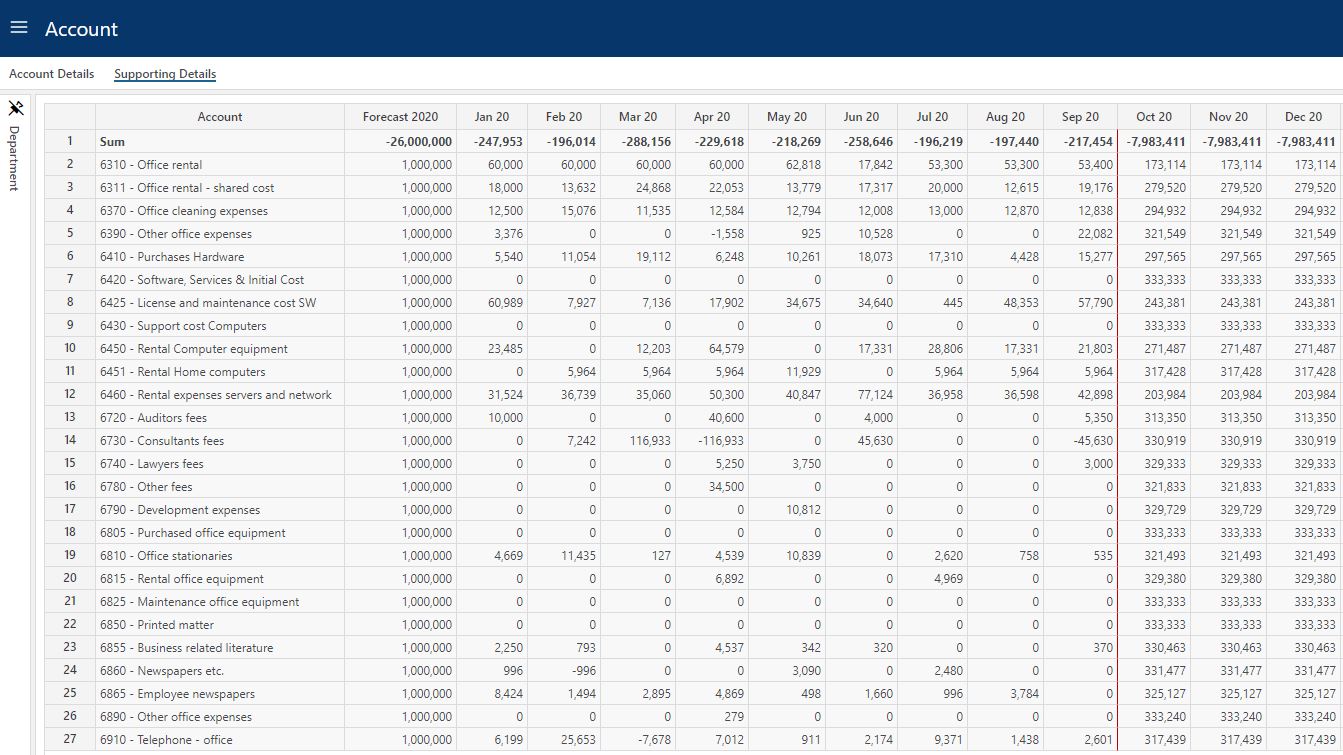 Account
Account Details Supporting Details
Department
Account Forecast 2020 Jan 20 Feb 20 Mar 20 Apr 20 May 20 Jun 20 Jul 20 Aug 20 Sep 20 Oct 20 Nov 20 Dec 20
1 Sum -26,000,000 -247,953 -196,014 -288,156 -229,618 -218,269 -258,646 -196,219 -197,440 -217,454 -7,983,411 -7,983,411 -7,983,411
2 6310 - Office rental 1,000,000 60,000 60,000 60,000 60,000 62,818 17,842 53,300 53,300 53,400 173,114 173,114 173,114
3 6311 - Office rental - shared cost 1,000,000 18,000 13,632 24,868 22,053 13,779 17,317 20,000 12,615 19,176 279,520 279,520 279,520
4 6370 - Office cleaning expenses 1,000,000 12,500 15,076 11,535 12,584 12,794 12,008 13,000 12,870 12,838 294,932 294,932 294,932
5 6390 - Other office expenses 1,000,000 3,376 0 0 -1,558 925 10,528 0 0 22,082 321,549 321,549 321,549
6 6410 - Purchases Hardware 1,000,000 5,540 11,054 19,112 6,248 10,261 18,073 17,310 4,428 15,277 297,565 297,565 297,565
7 6420 - Software, Services & Initial Cost 1,000,000 0 0 0 0 0 0 0 0 0 333,333 333,333 333,333
8 6425 - License and maintenance cost SW 1,000,000 60,989 7,927 7,136 17,902 34,675 34,640 445 48,353 57,790 243,381 243,381 243,381
9 6430 - Support cost Computers 1,000,000 0 0 0 0 0 0 0 0 0 333,333 333,333 333,333
10 6450 - Rental Computer equipment 1,000,000 23,485 0 12,203 64,579 0 17,331 28,806 17,331 21,803 271,487 271,487 271,487
11 6451 - Rental Home computers 1,000,000 0 5,964 5,964 5,964 11,929 0 5,964 5,964 5,964 317,428 317,428 317,428
12 6460 - Rental expenses servers and network 1,000,000 31,524 36,739 35,060 50,300 40,847 77,124 36,958 36,598 42,898 203,984 203,984 203,984
13 6720 - Auditors fees 1,000,000 10,000 0 0 40,600 0 4,000 0 0 5,350 313,350 313,350 313,350
14 6730 - Consultants fees 1,000,000 0 7,242 116,933 -116,933 0 45,630 0 0 -45,630 330,919 330,919 330,919
15 6740 - Lawyers fees 1,000,000 0 0 0 5,250 3,750 0 0 0 3,000 329,333 329,333 329,333
16 6780 - Other fees 1,000,000 0 0 0 34,500 0 0 0 0 0 321,833 321,833 321,833
17 6790 - Development expenses 1,000,000 0 0 0 0 10,812 0 0 0 0 329,729 329,729 329,729
18 6805 - Purchased office equipment 1,000,000 0 0 0 0 0 0 0 0 0 333,333 333,333 333,333
19 6810 - Office stationaries 1,000,000 4,669 11,435 127 4,539 10,839 0 2,620 758 535 321,493 321,493 321,493
20 6815 - Rental office equipment 1,000,000 0 0 0 6,892 0 0 4,969 0 0 329,380 329,380 329,380
21 6825 - Maintenance office equipment 1,000,000 0 0 0 0 0 0 0 0 0 333,333 333,333 333,333
22 6850 - Printed matter 1,000,000 0 0 0 0 0 0 0 0 0 333,333 333,333 333,333
23 6855 - Business related literature 1,000,000 2,250 793 0 4,537 342 320 0 0 370 330,463 330,463 330,463
24 6860 - Newspapers etc. 1,000,000 996 -996 0 0 3,090 0 2,480 0 0 331,477 331,477 331,477
25 6865 - Employee newspapers 1,000,000 8,424 1,494 2,895 4,869 498 1,660 996 3,784 0 325,127 325,127 325,127
26 6890 - Other office expenses 1,000,000 0 0 0 279 0 0 0 0 0 333,240 333,240 333,240
27 6910 - Telephone - office 1,000,000 6,199 25,653 -7,678 7,012 911 2,174 9,371 1,438 2,601 317,439 317,439 317,439